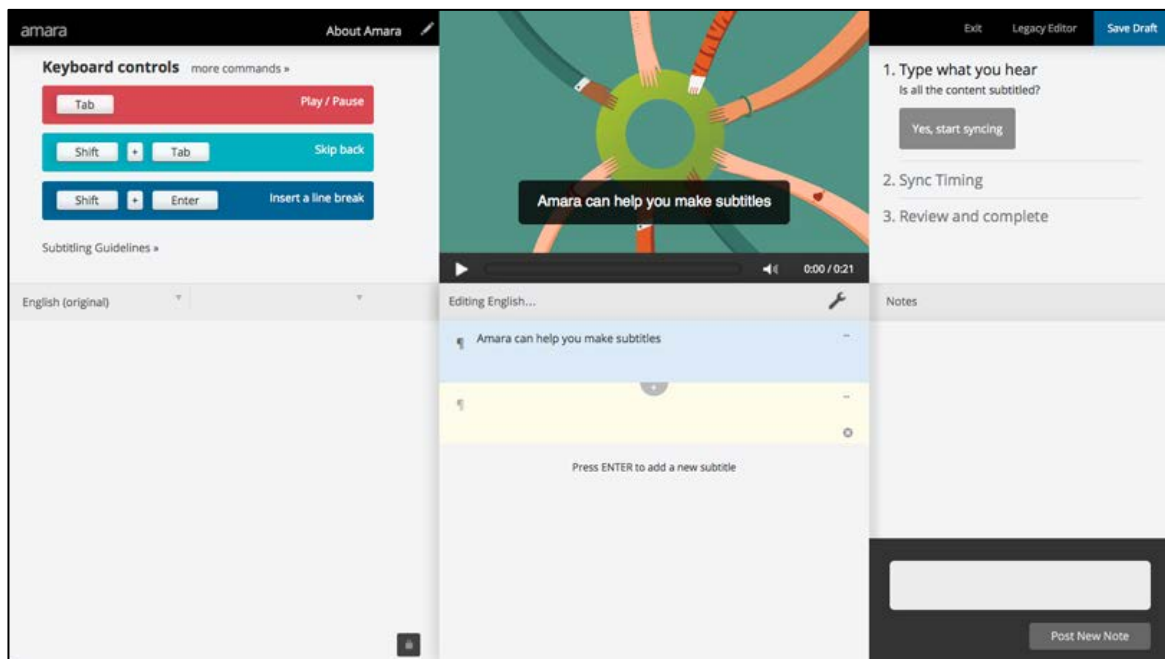 amara
About Amara
Keyboard controls more commands »
Tab Play / Pause
Shift + Tab Skip back
Shift + Enter Insert a line break
Subtitling Guidelines »
Amara can help you make subtitles
0:00 / 0:21
Exit Legacy Editor Save Draft
1. Type what you hear
Is all the content subtitled?
Yes, start syncing
2. Sync Timing
3. Review and complete
English (original)
Editing English...
¶ Amara can help you make subtitles --
+
¶ --
Press ENTER to add a new subtitle
Notes
Post New Note